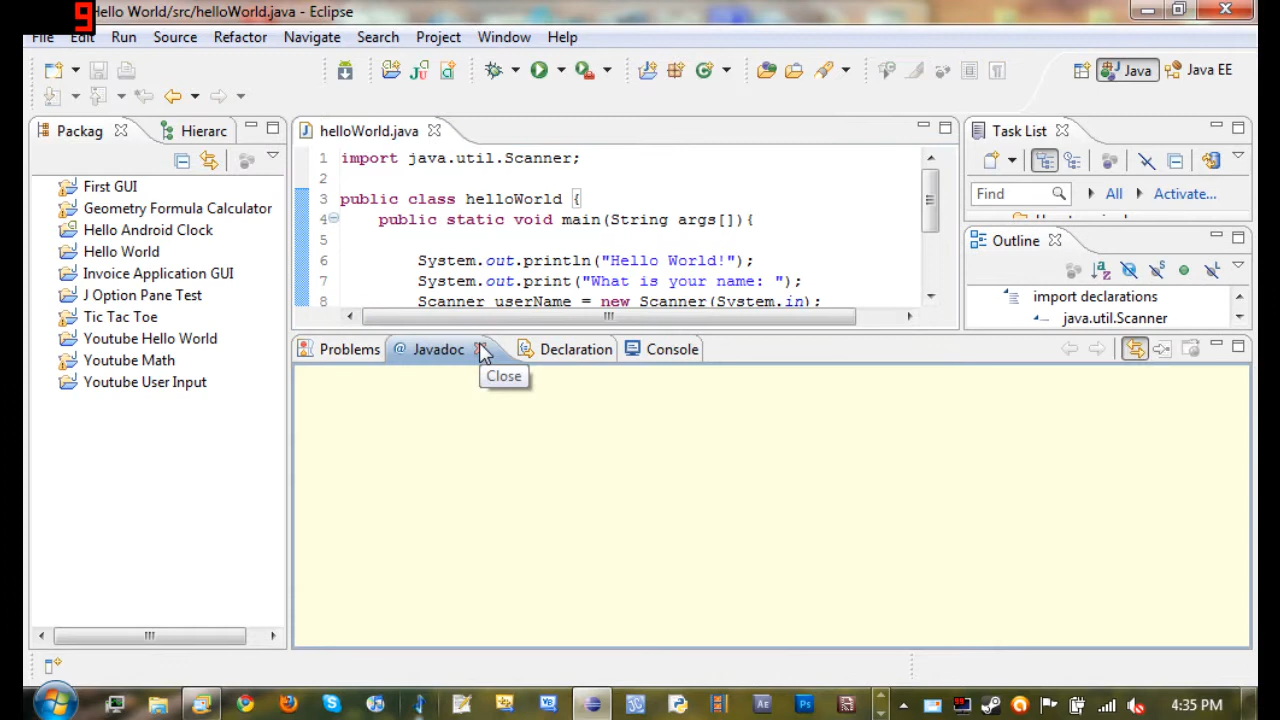 9
Hello World/src/helloWorld.java - Eclipse
File Edit Run Source Refactor Navigate Search Project Window Help
Java Java EE
Packag Hierarc
First GUI
Geometry Formula Calculator
Hello Android Clock
Hello World
Invoice Application GUI
J Option Pane Test
Tic Tac Toe
Youtube Hello World
Youtube Math
Youtube User Input
helloWorld.java
1 import java.util.Scanner;
2
3 public class helloWorld {
4 public static void main(String args[]){
5
6 System.out.println("Hello World!");
7 System.out.print("What is your name: ");
8 Scanner userName = new Scanner(System.in);
Task List
Find All Activate...
Outline
import declarations
java.util.Scanner
Problems @ Javadoc Declaration Console
Close
4:35 PM